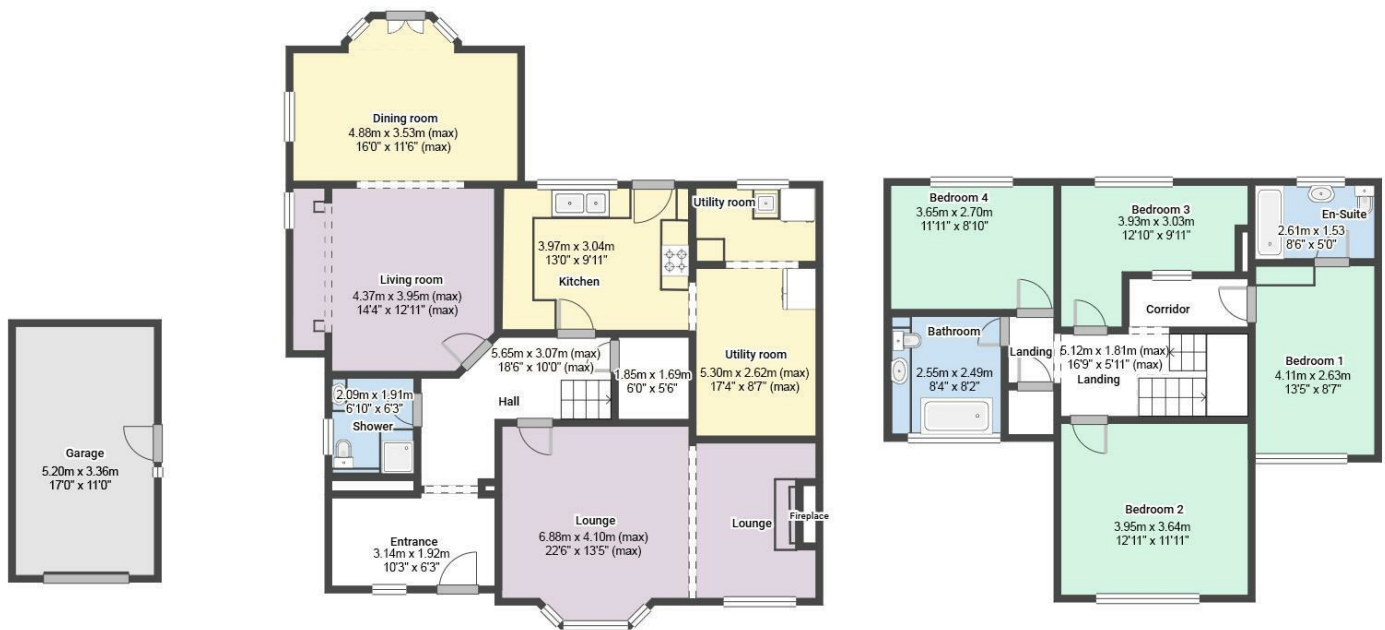 Dining room
4.88m x 3.53m (max)
16'0" x 11'6" (max)
Living room
4.37m x 3.95m (max)
14'4" x 12'11" (max)
3.97m x 3.04m
13'0" x 9'11"
Kitchen
Utility room
Utility room
5.30m x 2.62m (max)
17'4" x 8'7" (max)
5.65m x 3.07m (max)
18'6" x 10'0" (max)
Hall
1.85m x 1.69m
6'0" x 5'6"
2.09m x 1.91m
6'10" x 6'3"
Shower
Garage
5.20m x 3.36m
17'0" x 11'0"
Entrance
3.14m x 1.92m
10'3" x 6'3"
Lounge
6.88m x 4.10m (max)
22'6" x 13'5" (max)
Lounge
Fireplace
Bedroom 4
3.65m x 2.70m
11'11" x 8'10"
Bedroom 3
3.93m x 3.03m
12'10" x 9'11"
En-Suite
2.61m x 1.53
8'6" x 5'0"
Corridor
Bathroom
2.55m x 2.49m
8'4" x 8'2"
Landing
5.12m x 1.81m (max)
16'9" x 5'11" (max)
Landing
Bedroom 1
4.11m x 2.63m
13'5" x 8'7"
Bedroom 2
3.95m x 3.64m
12'11" x 11'11"